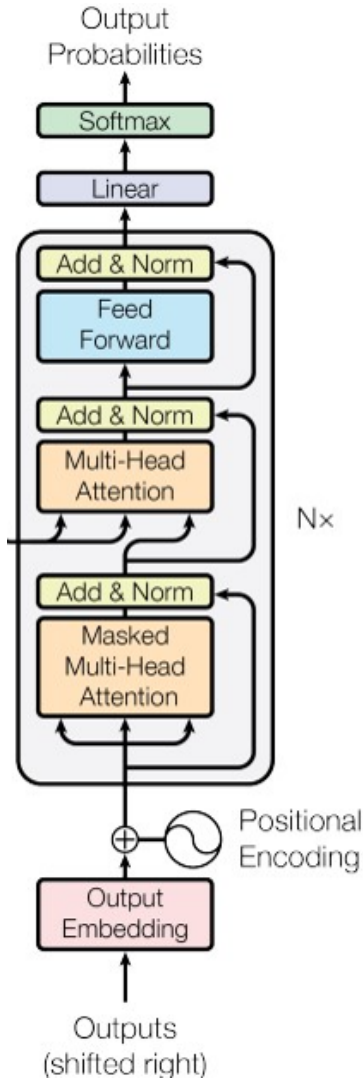 Output
Probabilities
Softmax
Linear
Add & Norm
Feed
Forward
Add & Norm
Multi-Head
Attention
N×
Add & Norm
Masked
Multi-Head
Attention
Positional
Encoding
Output
Embedding
Outputs
(shifted right)